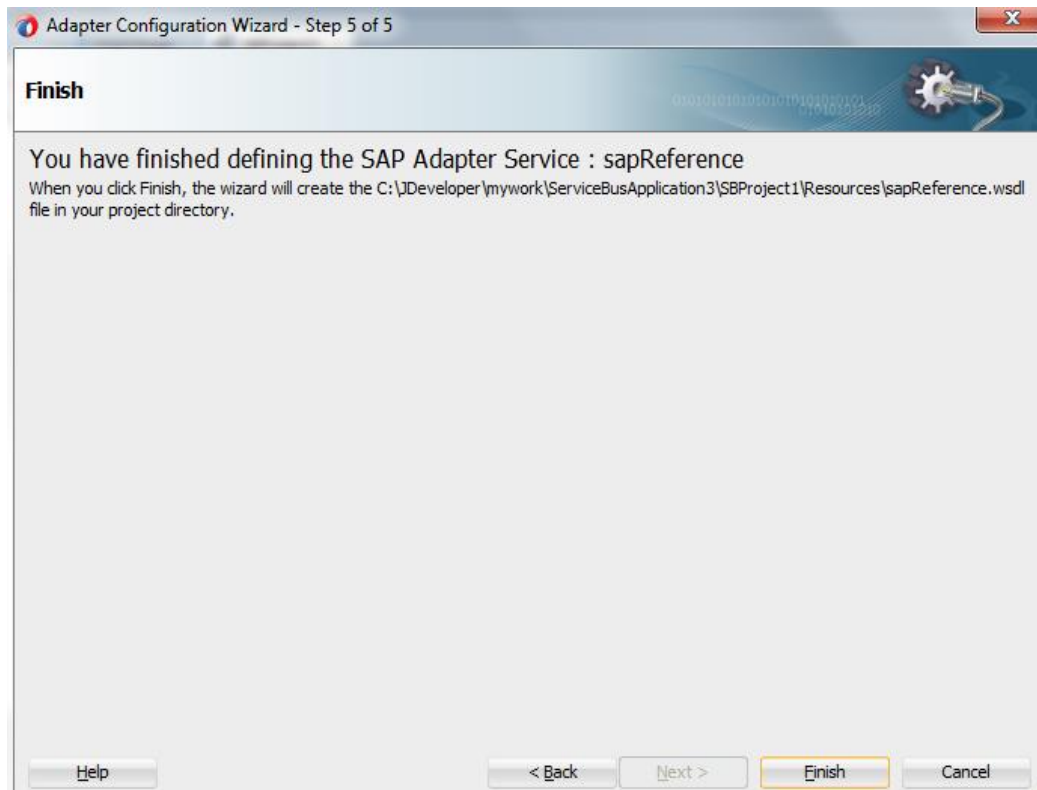 Adapter Configuration Wizard - Step 5 of 5
Finish
You have finished defining the SAP Adapter Service : sapReference
When you click Finish, the wizard will create the C:\JDeveloper\mywork\ServiceBusApplication3\SBProject1\Resources\sapReference.wsdl
file in your project directory.
Help
< Back
Next >
Finish
Cancel